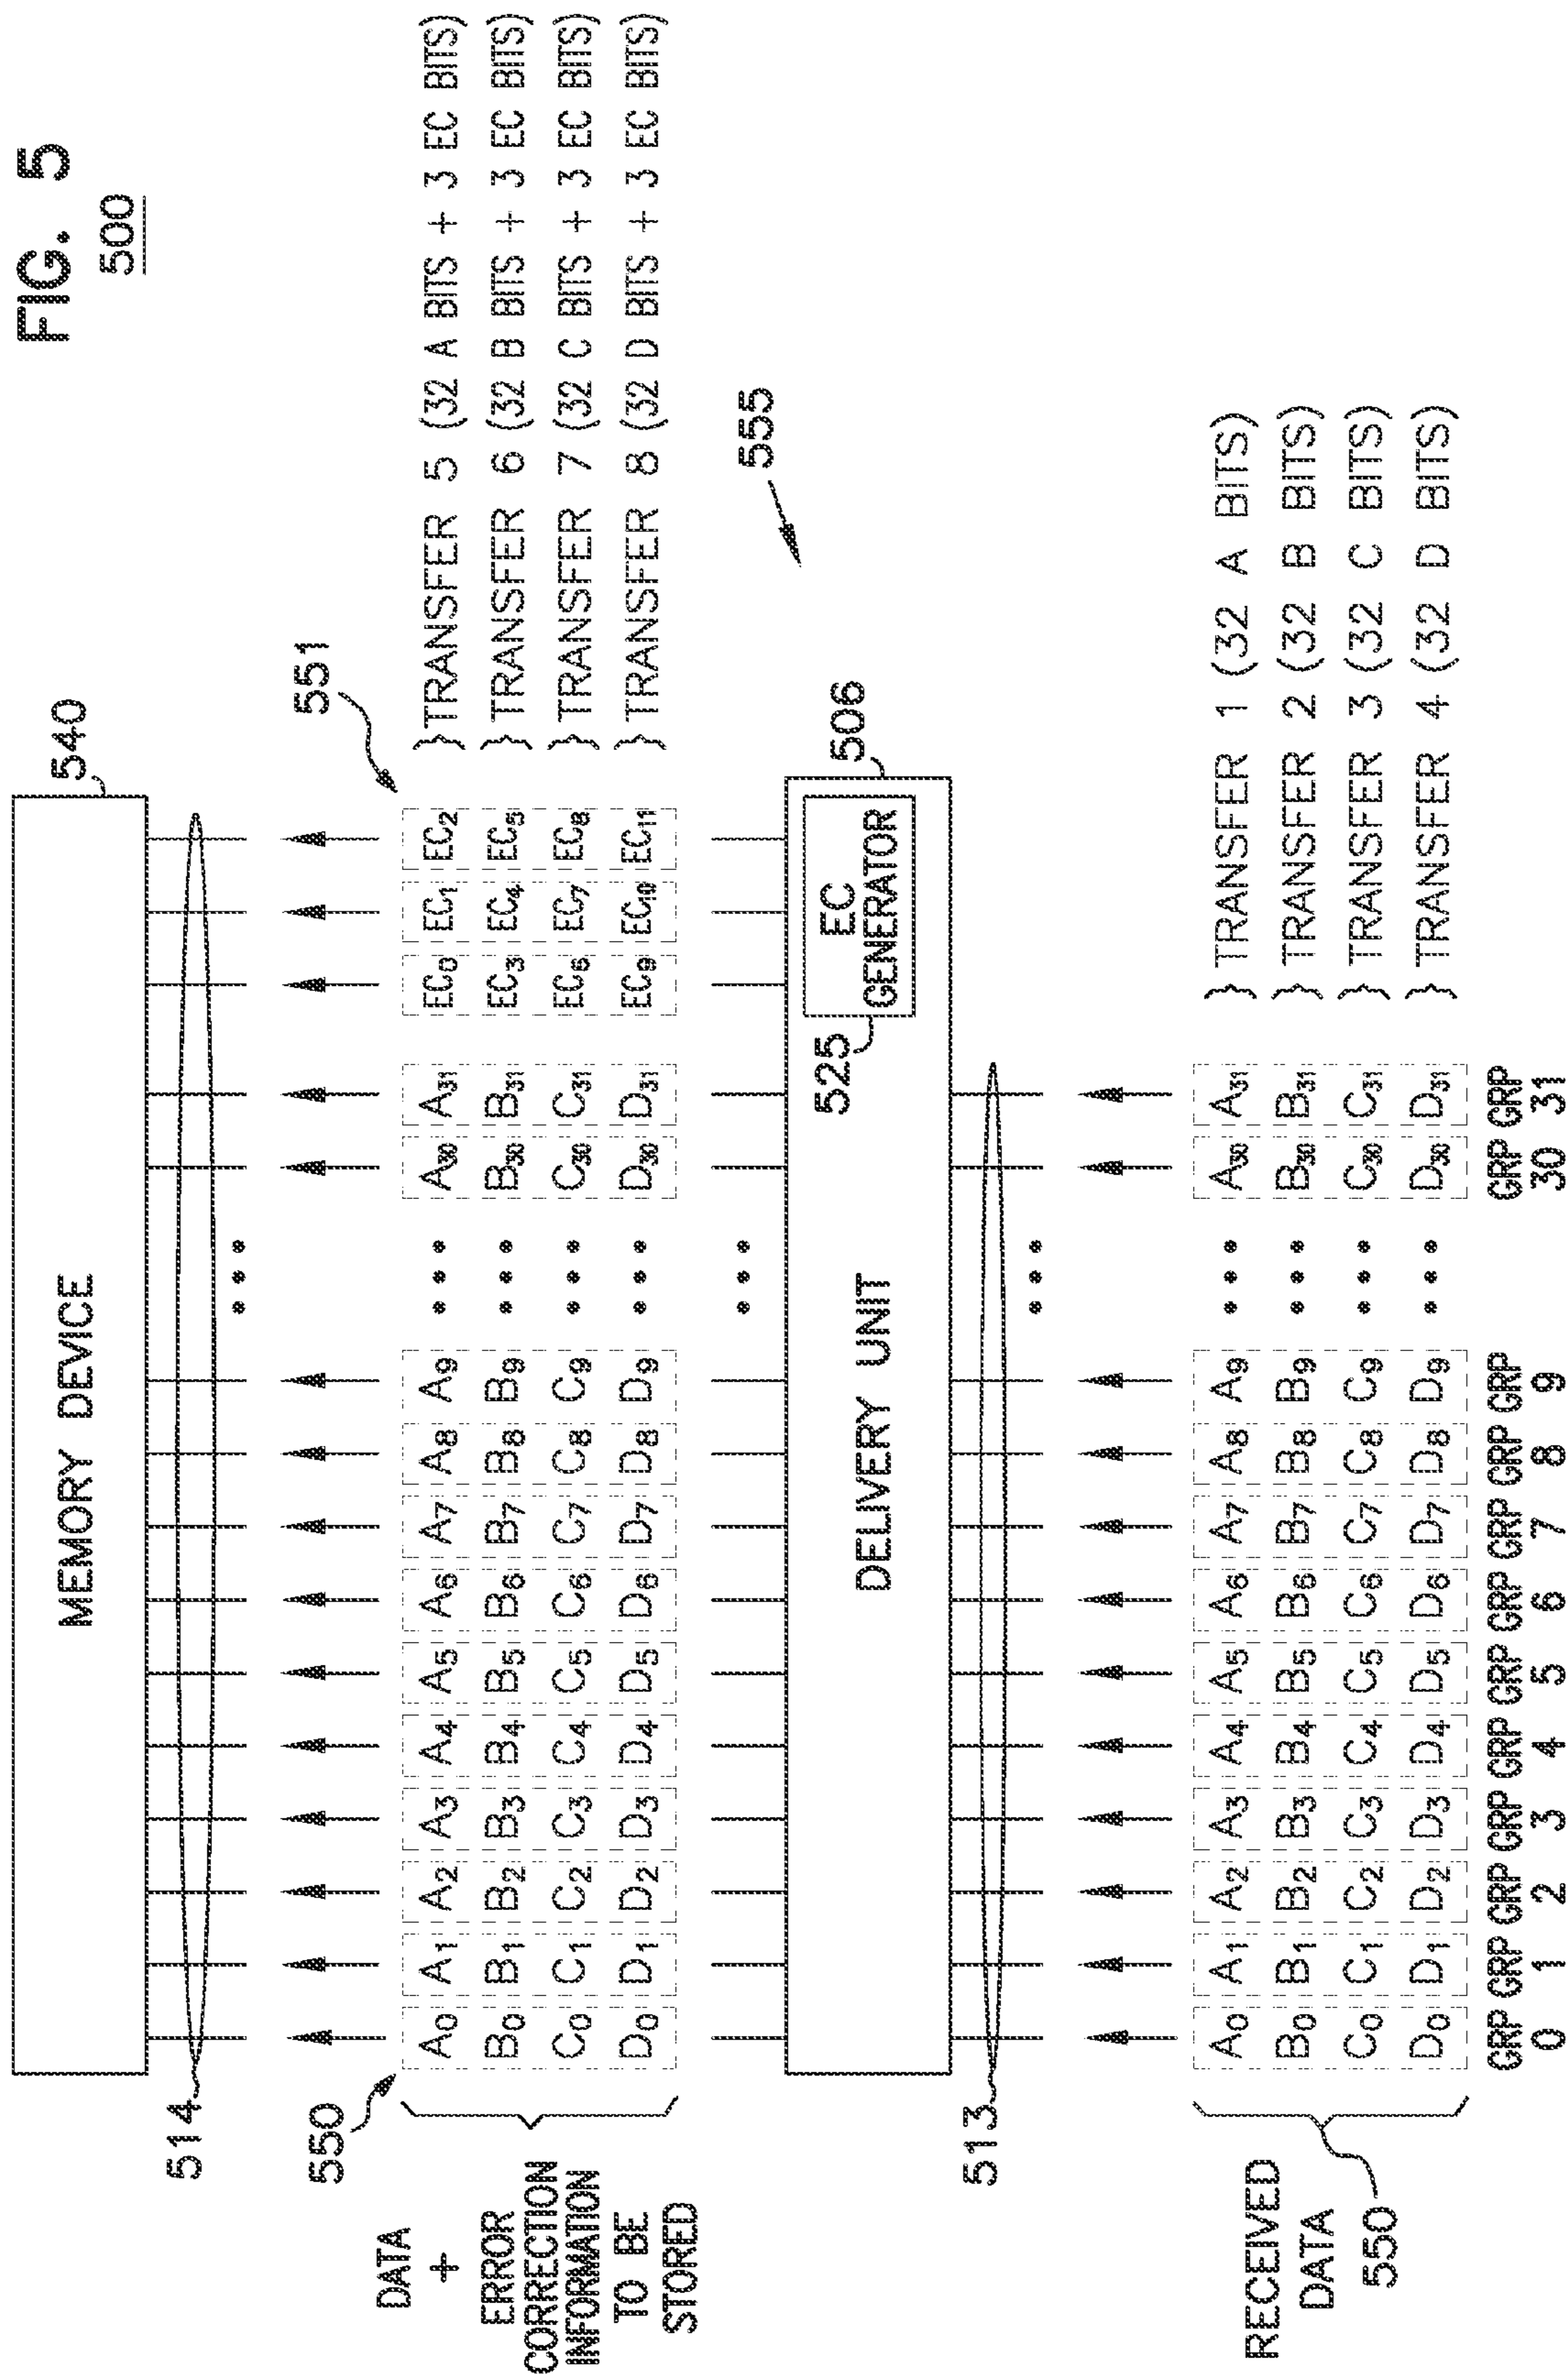 FIG. 5
500
MEMORY DEVICE
540
514
550
551
DATA
+
ERROR
CORRECTION
INFORMATION
TO BE
STORED
A0 A1 A2 A3 A4 A5 A6 A7 A8 A9 ••• A30 A31 EC0 EC1 EC2 }TRANSFER 5 (32 A BITS + 3 EC BITS)
B0 B1 B2 B3 B4 B5 B6 B7 B8 B9 ••• B30 B31 EC3 EC4 EC5 }TRANSFER 6 (32 B BITS + 3 EC BITS)
C0 C1 C2 C3 C4 C5 C6 C7 C8 C9 ••• C30 C31 EC6 EC7 EC8 }TRANSFER 7 (32 C BITS + 3 EC BITS)
D0 D1 D2 D3 D4 D5 D6 D7 D8 D9 ••• D30 D31 EC9 EC10 EC11 }TRANSFER 8 (32 D BITS + 3 EC BITS)
555
506
DELIVERY UNIT
EC
GENERATOR
525
513
RECEIVED
DATA
550
A0 A1 A2 A3 A4 A5 A6 A7 A8 A9 ••• A30 A31 }TRANSFER 1 (32 A BITS)
B0 B1 B2 B3 B4 B5 B6 B7 B8 B9 ••• B30 B31 }TRANSFER 2 (32 B BITS)
C0 C1 C2 C3 C4 C5 C6 C7 C8 C9 ••• C30 C31 }TRANSFER 3 (32 C BITS)
D0 D1 D2 D3 D4 D5 D6 D7 D8 D9 ••• D30 D31 }TRANSFER 4 (32 D BITS)
GRP GRP GRP GRP GRP GRP GRP GRP GRP GRP GRP GRP
0 1 2 3 4 5 6 7 8 9 30 31